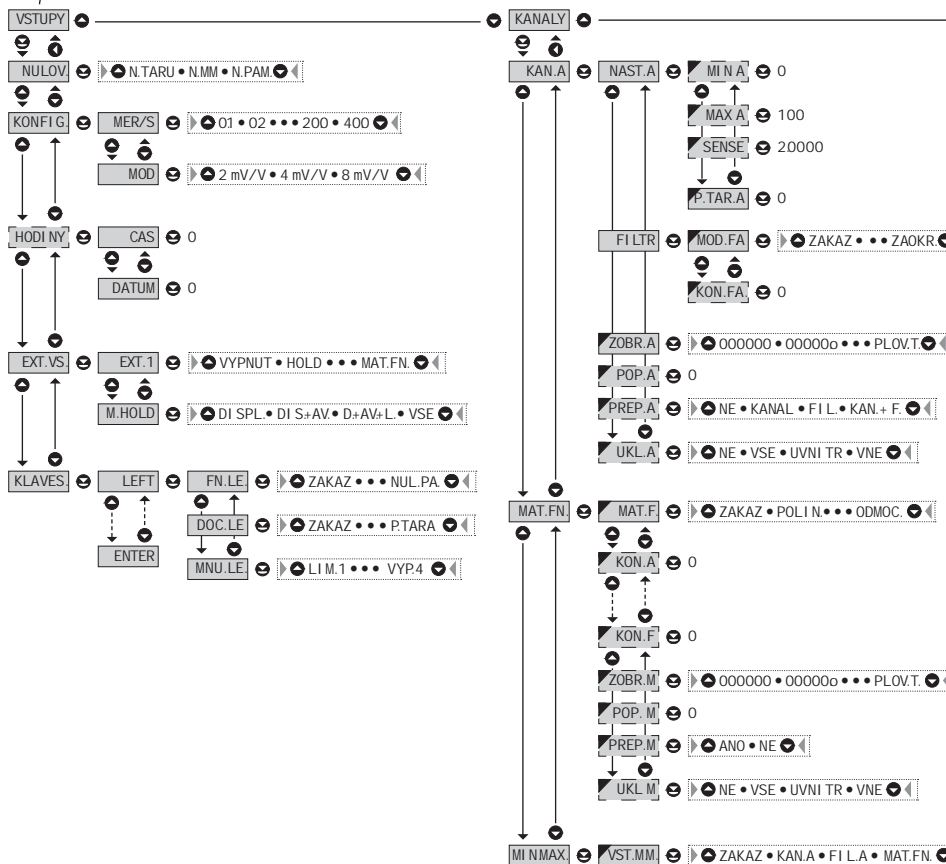 VSTUPY
NULOV.
N.TARU • N.MM • N.PAM.
KONFIG.
MER/S
01 • 02 • • • 200 • 400
MOD
2 mV/V • 4 mV/V • 8 mV/V
HODINY
CAS
0
DATUM
0
EXT.VS.
EXT.1
VYPNUT • HOLD • • • MAT.FN.
M.HOLD
DISPL. • DIS+AV. • D+AV+L. • VSE
KLAVES.
LEFT
FN.LE.
ZAKAZ • • • NUL.PA.
DOC.LE
ZAKAZ • • • P.TARA
ENTER
MNU.LE.
LIM.1 • • • VYP.4
KANALY
KAN.A
NAST.A
MIN A
0
MAX A
100
SENSE
20000
P.TAR.A
0
FILTR
MOD.FA
ZAKAZ • • • ZAOKR.
KON.FA.
0
ZOBR.A
000000 • 00000o • • • PLOV.T.
POP.A
0
PREP.A
NE • KANAL • FIL. • KAN.+ F.
UKL.A
NE • VSE • UVNITR • VNE
MAT.FN.
MAT.F.
ZAKAZ • POLIN. • • • ODMOC.
KON.A
0
KON.F
0
ZOBR.M
000000 • 00000o • • • PLOV.T.
POP. M
0
PREP.M
ANO • NE
UKL M
NE • VSE • UVNITR • VNE
MINMAX.
VST.MM.
ZAKAZ • KAN.A • FIL.A • MAT.FN.